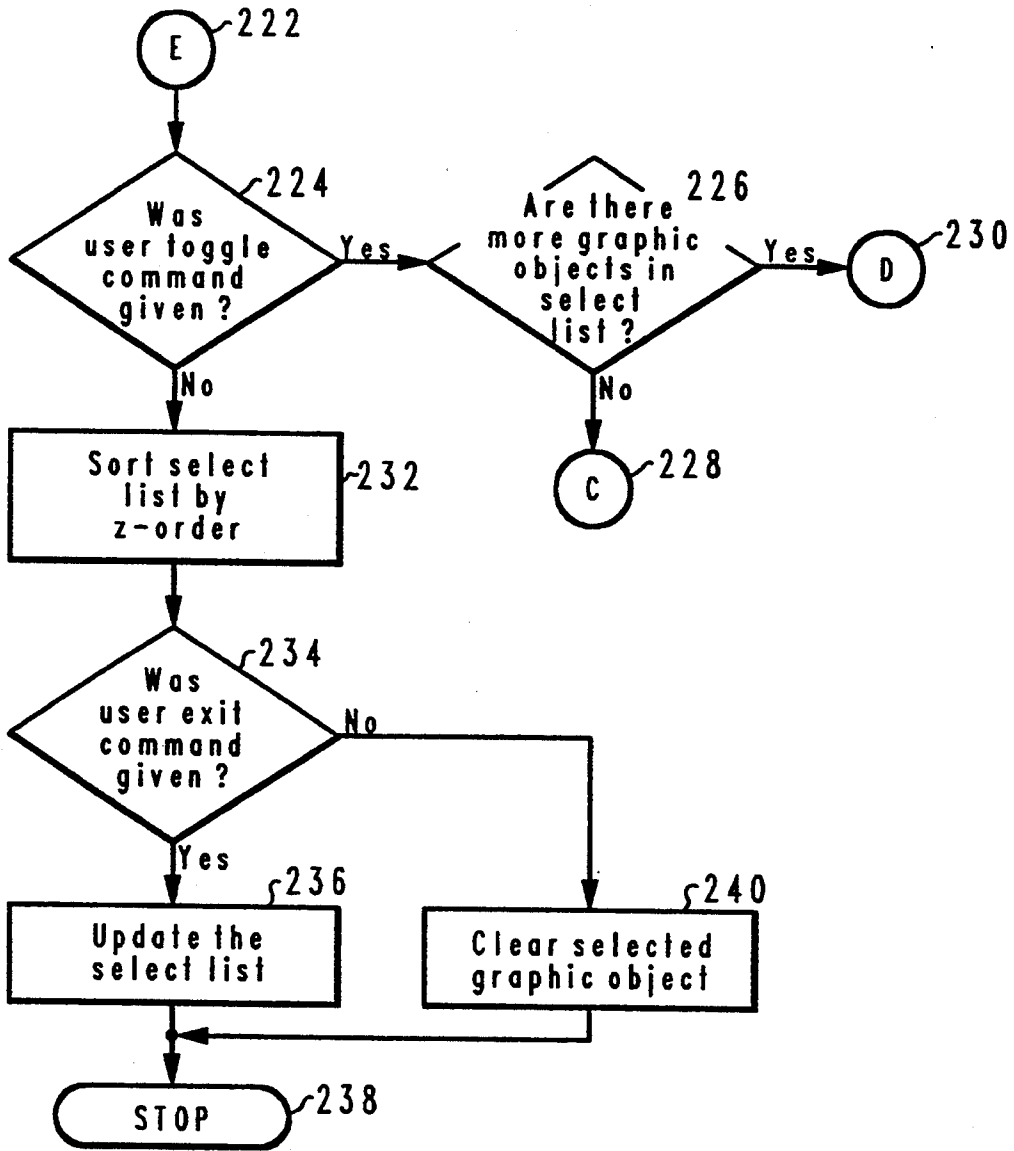 E
222
224
Was
user toggle
command
given ?
Yes
226
Are there
more graphic
objects in
select
list ?
Yes
D
230
No
No
C
228
Sort select
list by
z-order
232
234
Was
user exit
command
given ?
No
Yes
236
Update the
select list
240
Clear selected
graphic object
STOP
238